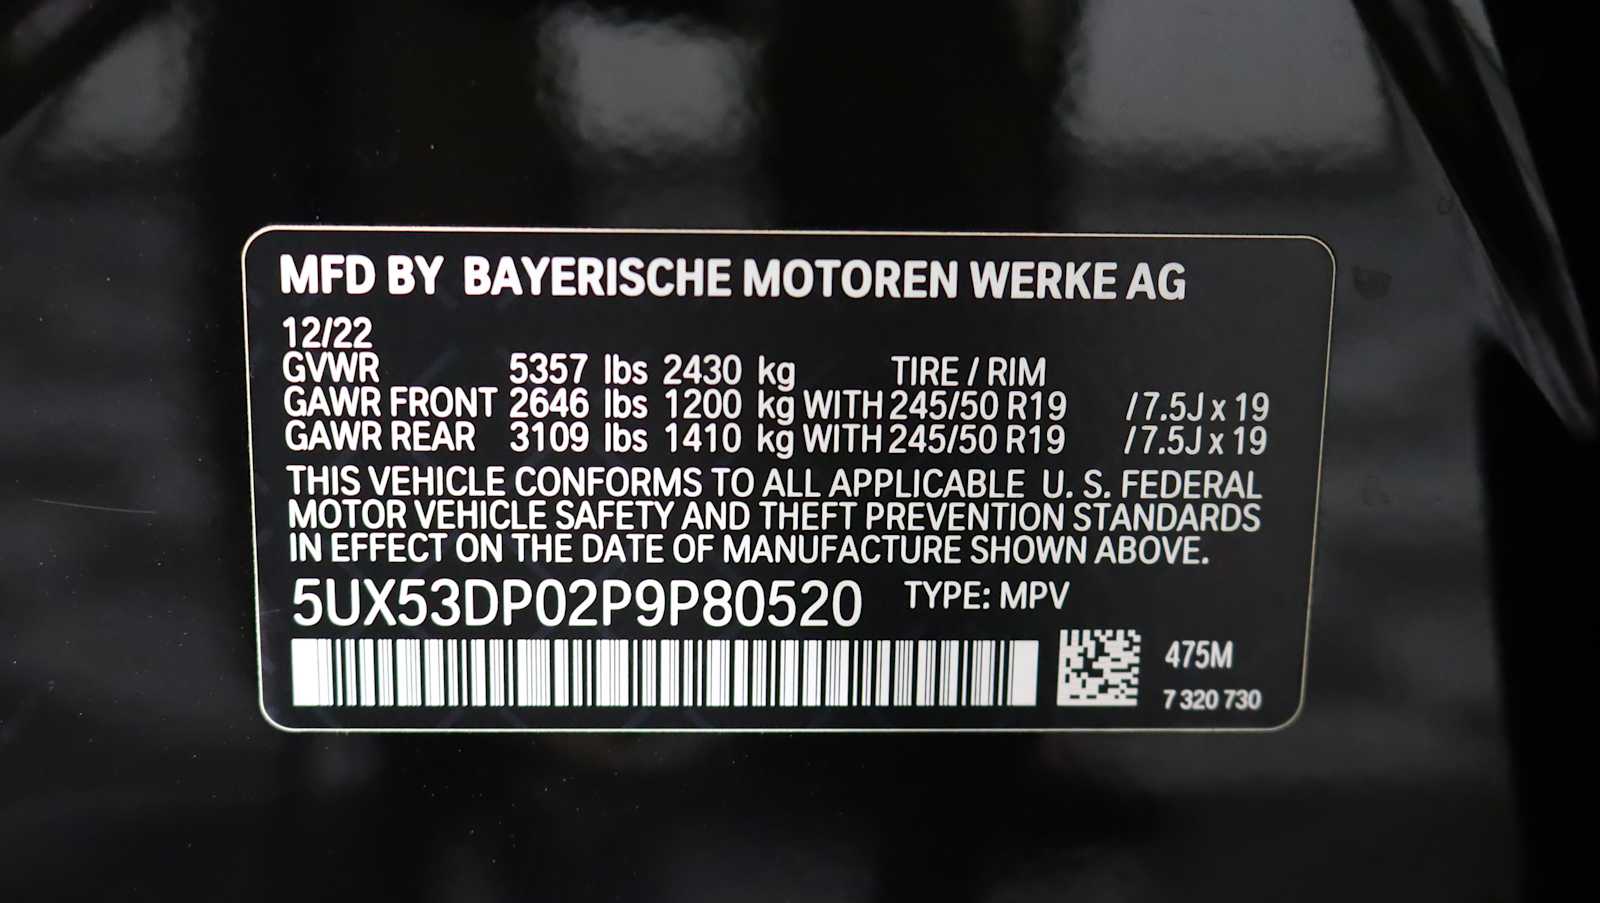 MFD BY BAYERISCHE MOTOREN WERKE AG
12/22
GVWR 5357 lbs 2430 kg TIRE / RIM
GAWR FRONT 2646 lbs 1200 kg WITH 245/50 R19 / 7.5J x 19
GAWR REAR 3109 lbs 1410 kg WITH 245/50 R19 / 7.5J x 19
THIS VEHICLE CONFORMS TO ALL APPLICABLE U. S. FEDERAL
MOTOR VEHICLE SAFETY AND THEFT PREVENTION STANDARDS
IN EFFECT ON THE DATE OF MANUFACTURE SHOWN ABOVE.
5UX53DP02P9P80520 TYPE: MPV
475M
7 320 730